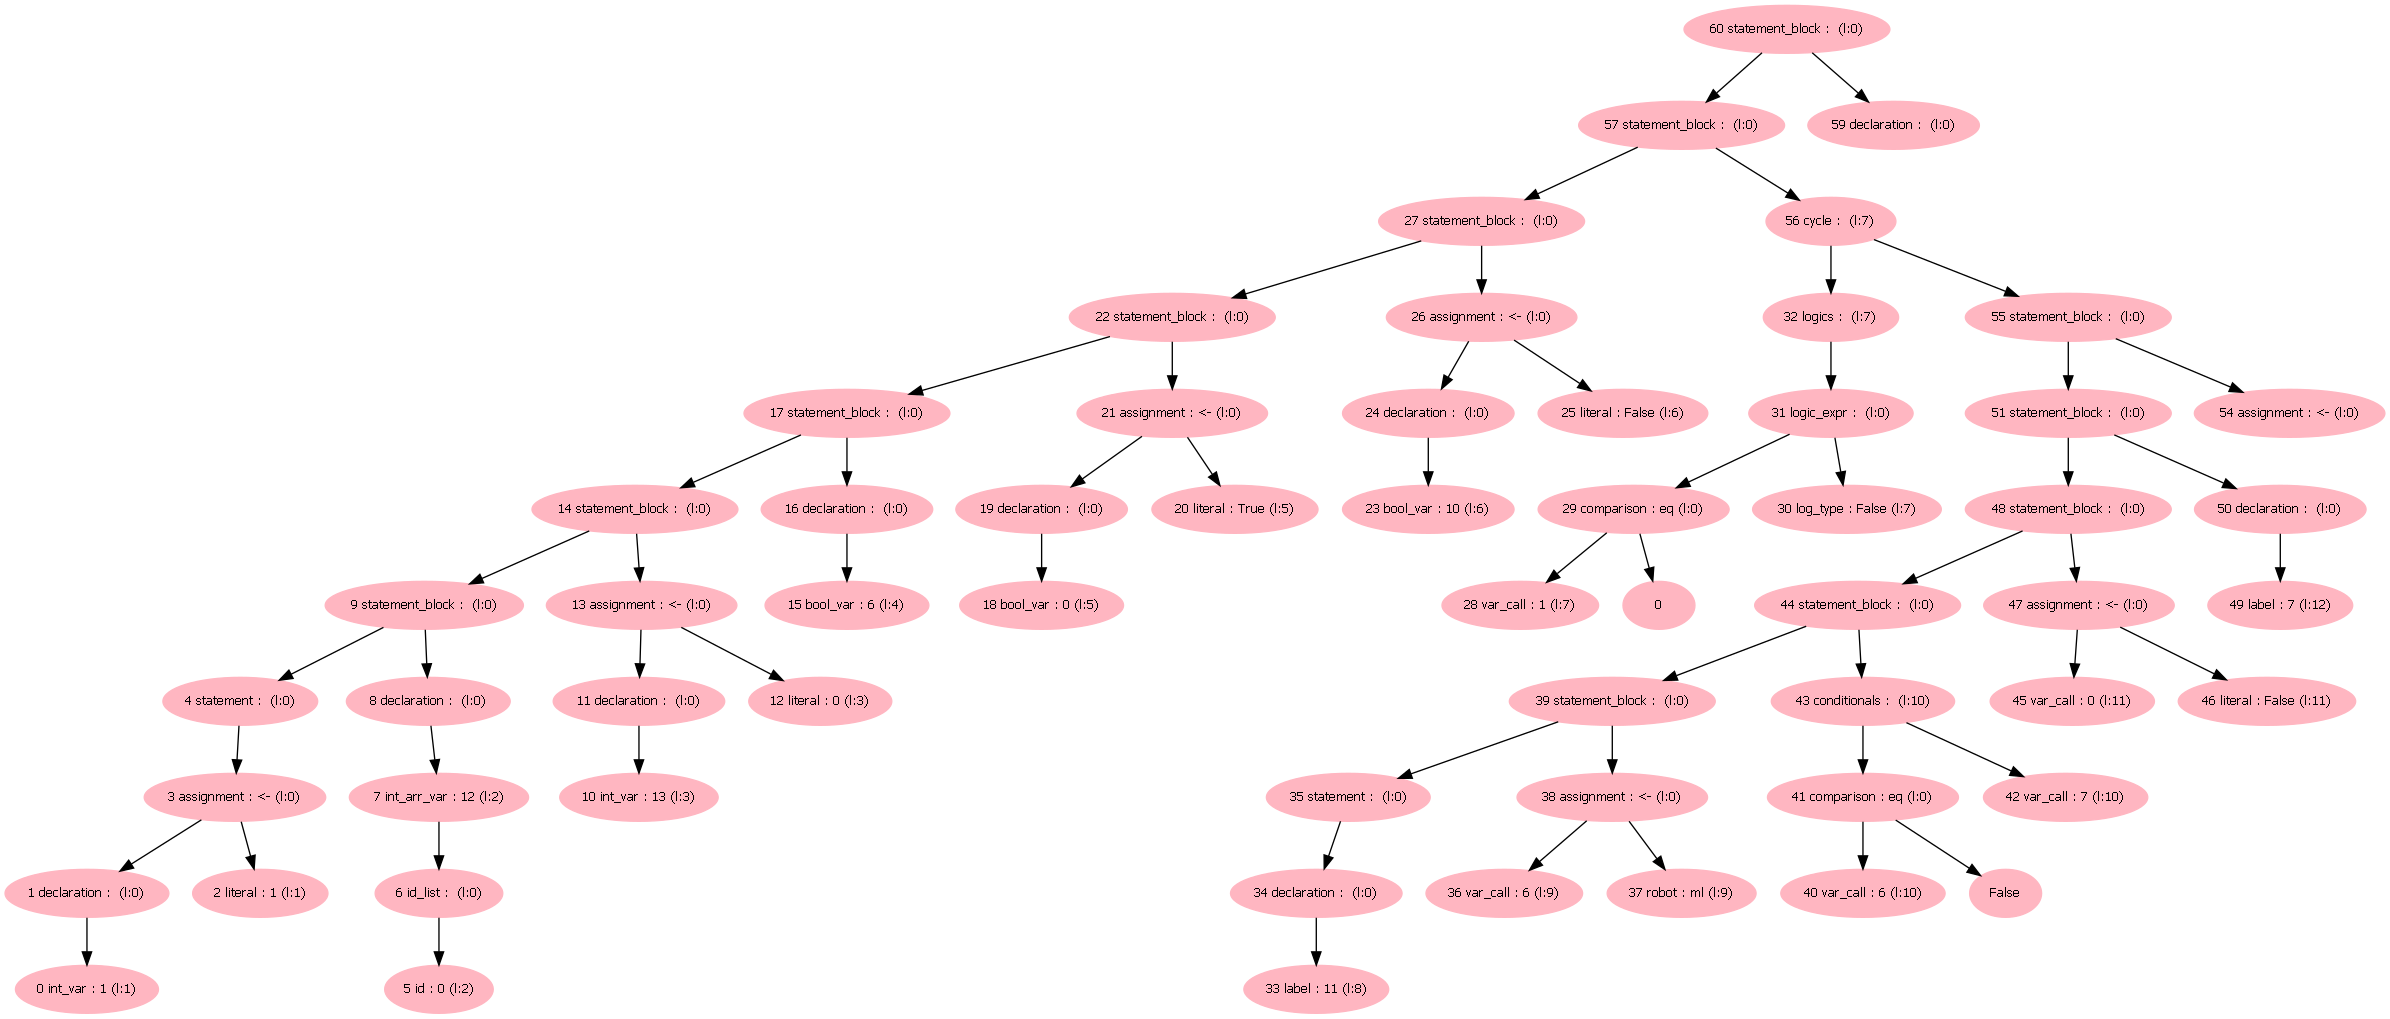 60 statement_block :  (l:0)
57 statement_block :  (l:0)
59 declaration :  (l:0)
27 statement_block :  (l:0)
56 cycle :  (l:7)
22 statement_block :  (l:0)
26 assignment : <- (l:0)
32 logics :  (l:7)
55 statement_block :  (l:0)
17 statement_block :  (l:0)
21 assignment : <- (l:0)
24 declaration :  (l:0)
25 literal : False (l:6)
31 logic_expr :  (l:0)
51 statement_block :  (l:0)
54 assignment : <- (l:0)
14 statement_block :  (l:0)
16 declaration :  (l:0)
19 declaration :  (l:0)
20 literal : True (l:5)
23 bool_var : 10 (l:6)
29 comparison : eq (l:0)
30 log_type : False (l:7)
48 statement_block :  (l:0)
50 declaration :  (l:0)
9 statement_block :  (l:0)
13 assignment : <- (l:0)
15 bool_var : 6 (l:4)
18 bool_var : 0 (l:5)
28 var_call : 1 (l:7)
0
44 statement_block :  (l:0)
47 assignment : <- (l:0)
49 label : 7 (l:12)
4 statement :  (l:0)
8 declaration :  (l:0)
11 declaration :  (l:0)
12 literal : 0 (l:3)
39 statement_block :  (l:0)
43 conditionals :  (l:10)
45 var_call : 0 (l:11)
46 literal : False (l:11)
3 assignment : <- (l:0)
7 int_arr_var : 12 (l:2)
10 int_var : 13 (l:3)
35 statement :  (l:0)
38 assignment : <- (l:0)
41 comparison : eq (l:0)
42 var_call : 7 (l:10)
1 declaration :  (l:0)
2 literal : 1 (l:1)
6 id_list :  (l:0)
34 declaration :  (l:0)
36 var_call : 6 (l:9)
37 robot : ml (l:9)
40 var_call : 6 (l:10)
False
0 int_var : 1 (l:1)
5 id : 0 (l:2)
33 label : 11 (l:8)